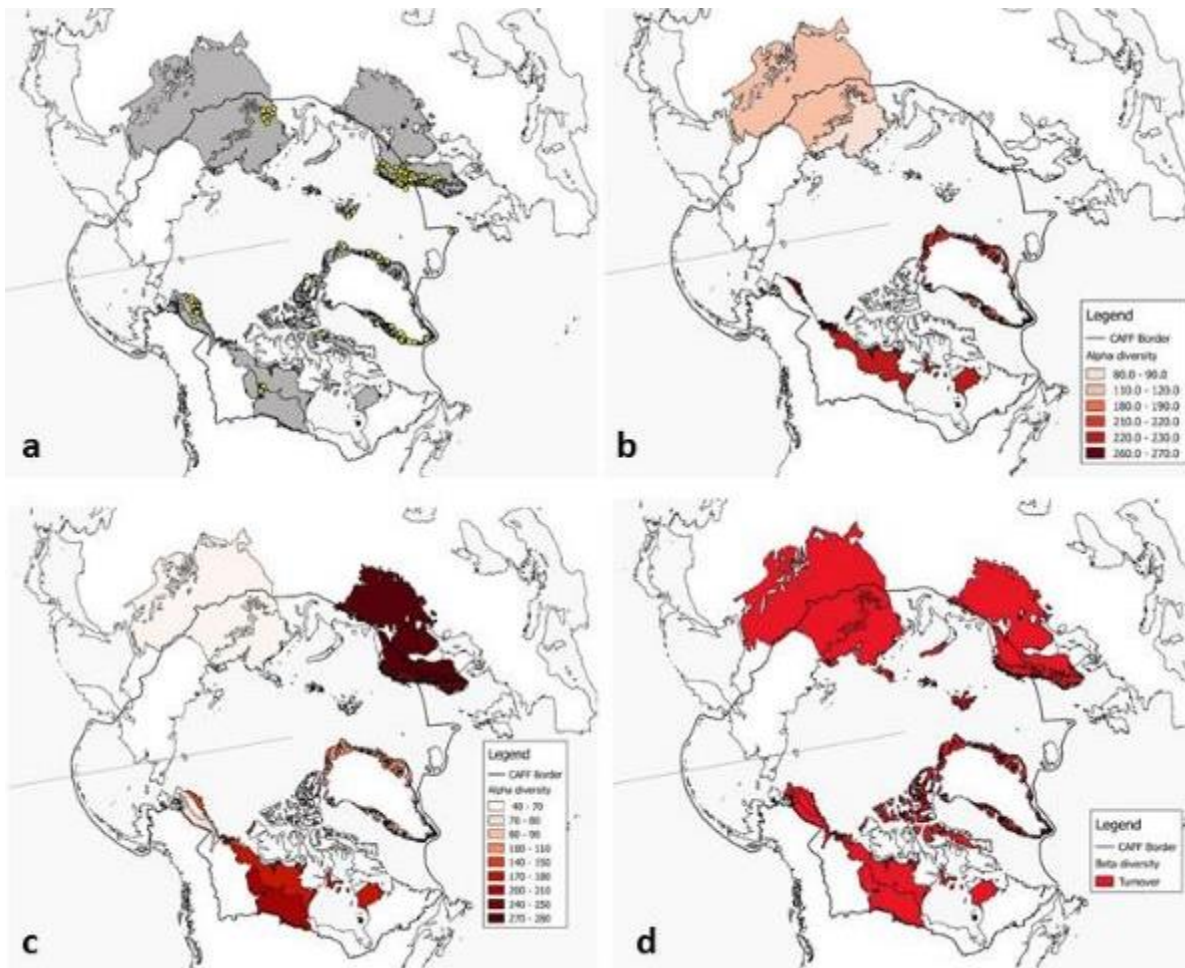 a
b
Legend
CAFF Border
Alpha diversity
80.0 - 90.0
110.0 - 120.0
180.0 - 190.0
210.0 - 220.0
220.0 - 230.0
260.0 - 270.0
c
Legend
CAFF Border
Alpha diversity
40 - 70
70 - 80
80 - 90
100 - 110
140 - 150
170 - 180
200 - 210
240 - 250
270 - 280
d
Legend
CAFF Border
Beta diversity
Turnover